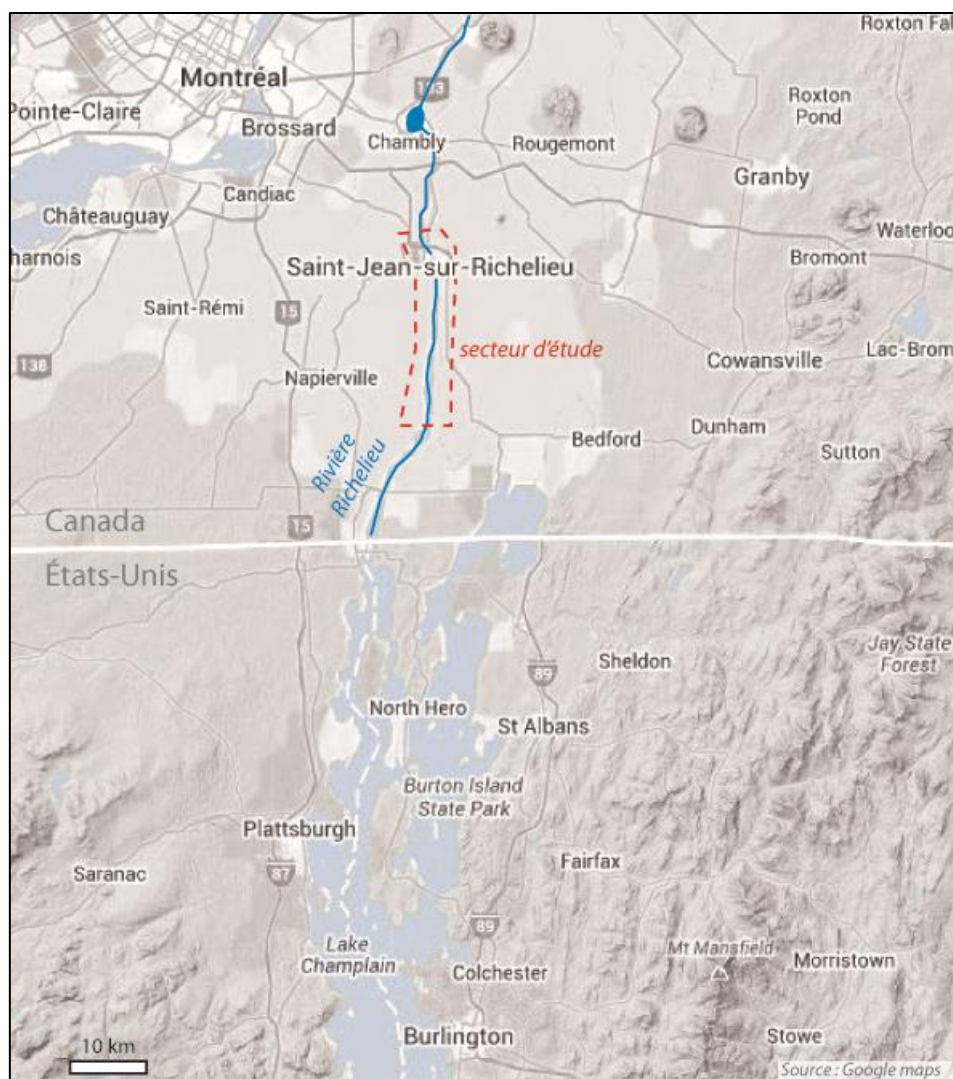 Roxton Fal
Montréal
133
Roxton
Pond
Pointe-Claire
Brossard
Chambly
Rougemont
Granby
Candiac
Châteauguay
Waterloo
harnois
Saint-Jean-sur-Richelieu
Bromont
Saint-Rémi
15
secteur d'étude
Lac-Brom
138
Cowansville
Napierville
Dunham
Bedford
Sutton
Rivière
Richelieu
Canada
15
États-Unis
Jay State
Forest
Sheldon
89
North Hero
St Albans
Burton Island
State Park
Plattsburgh
Fairfax
Saranac
87
89
Lake
Champlain
Mt Mansfield
Morristown
Colchester
Burlington
Stowe
10 km
Source : Google maps